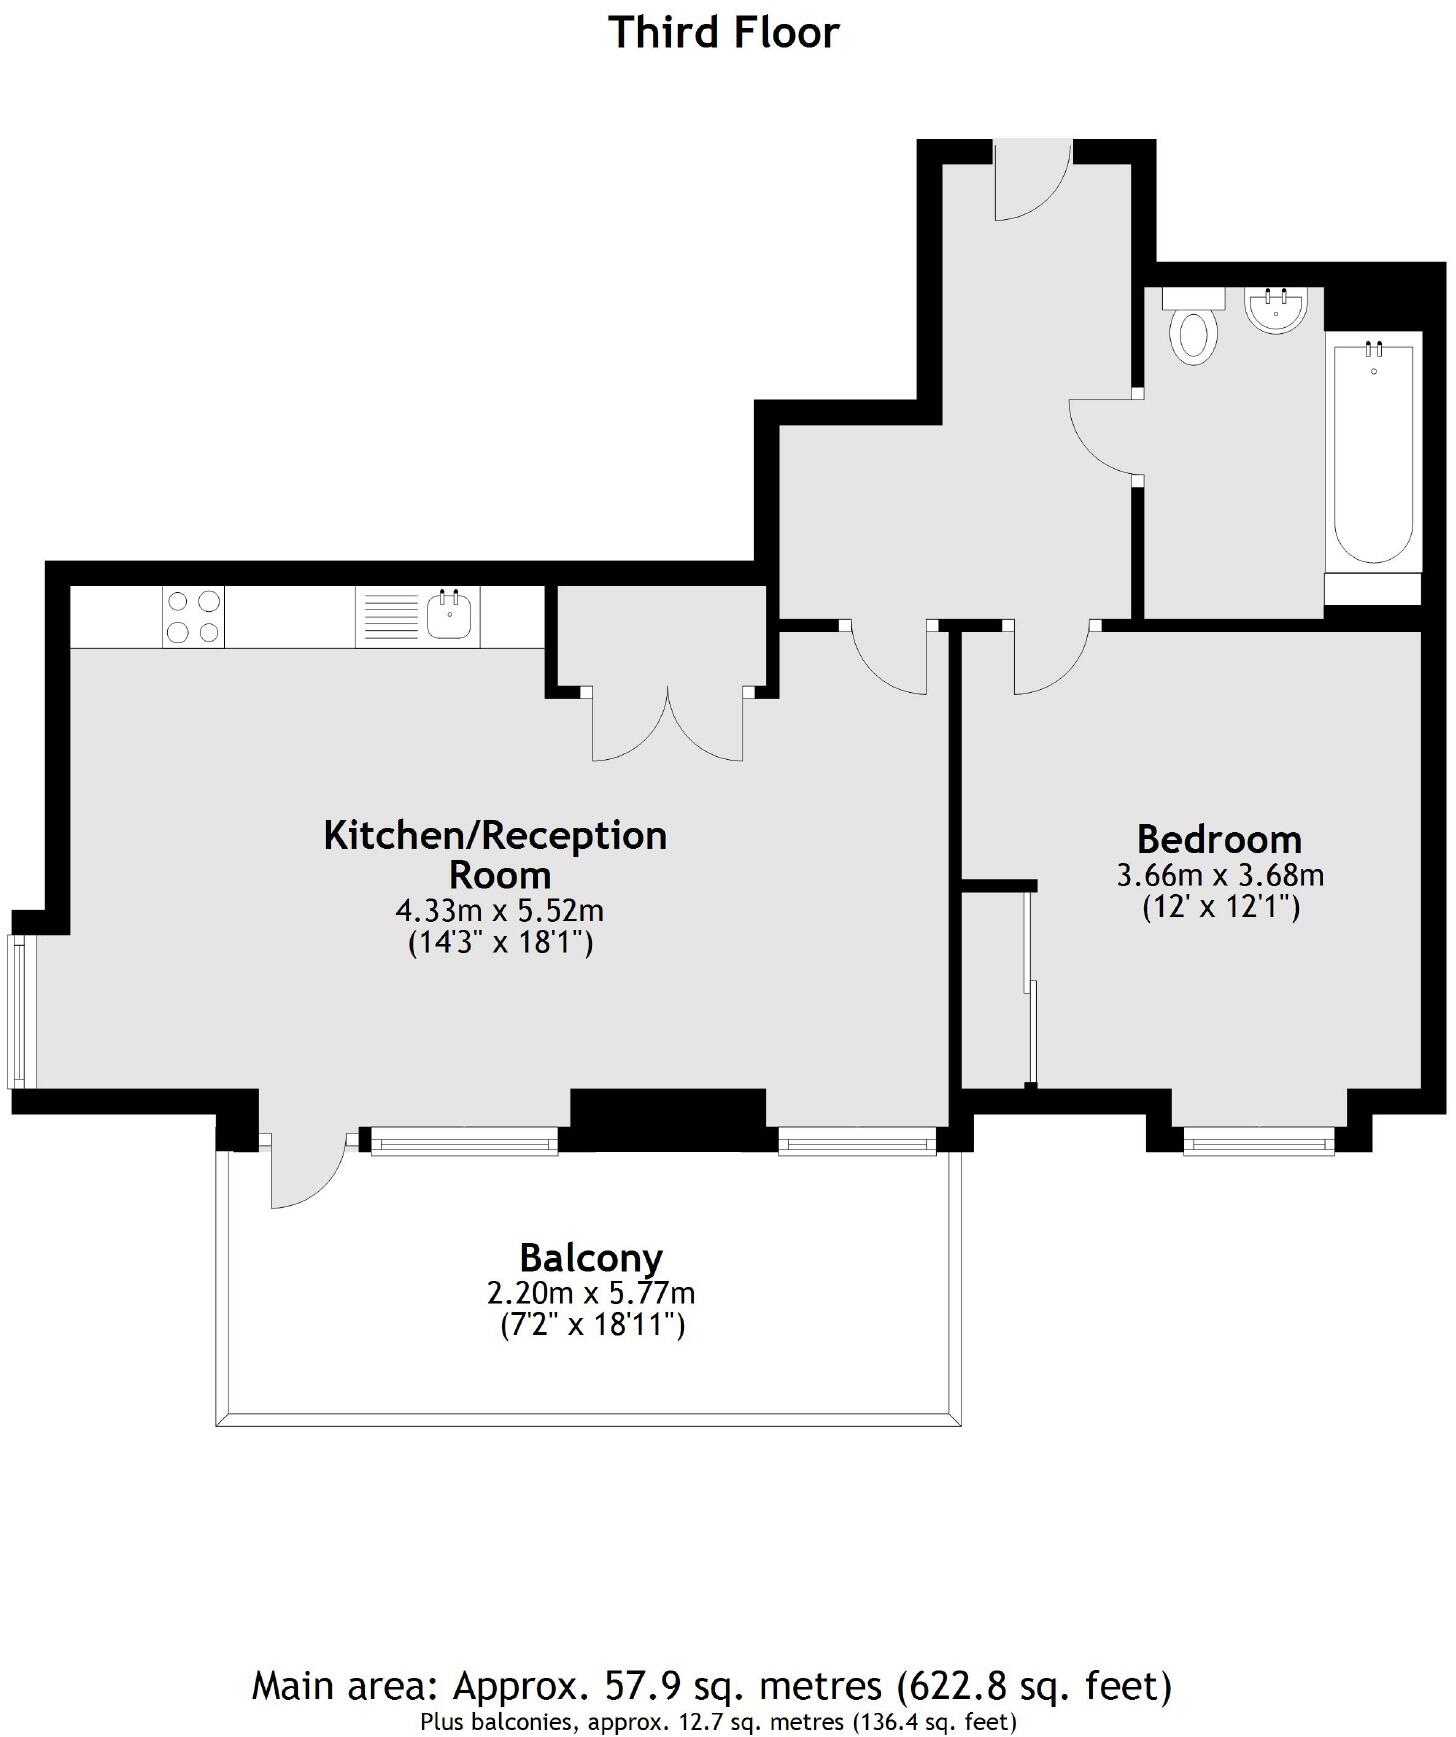 Third Floor
Kitchen/Reception
Room
4.33m x 5.52m
(14'3" x 18'1")
Bedroom
3.66m x 3.68m
(12' x 12'1")
Balcony
2.20m x 5.77m
(7'2" x 18'11")
Main area: Approx. 57.9 sq. metres (622.8 sq. feet)
Plus balconies, approx. 12.7 sq. metres (136.4 sq. feet)